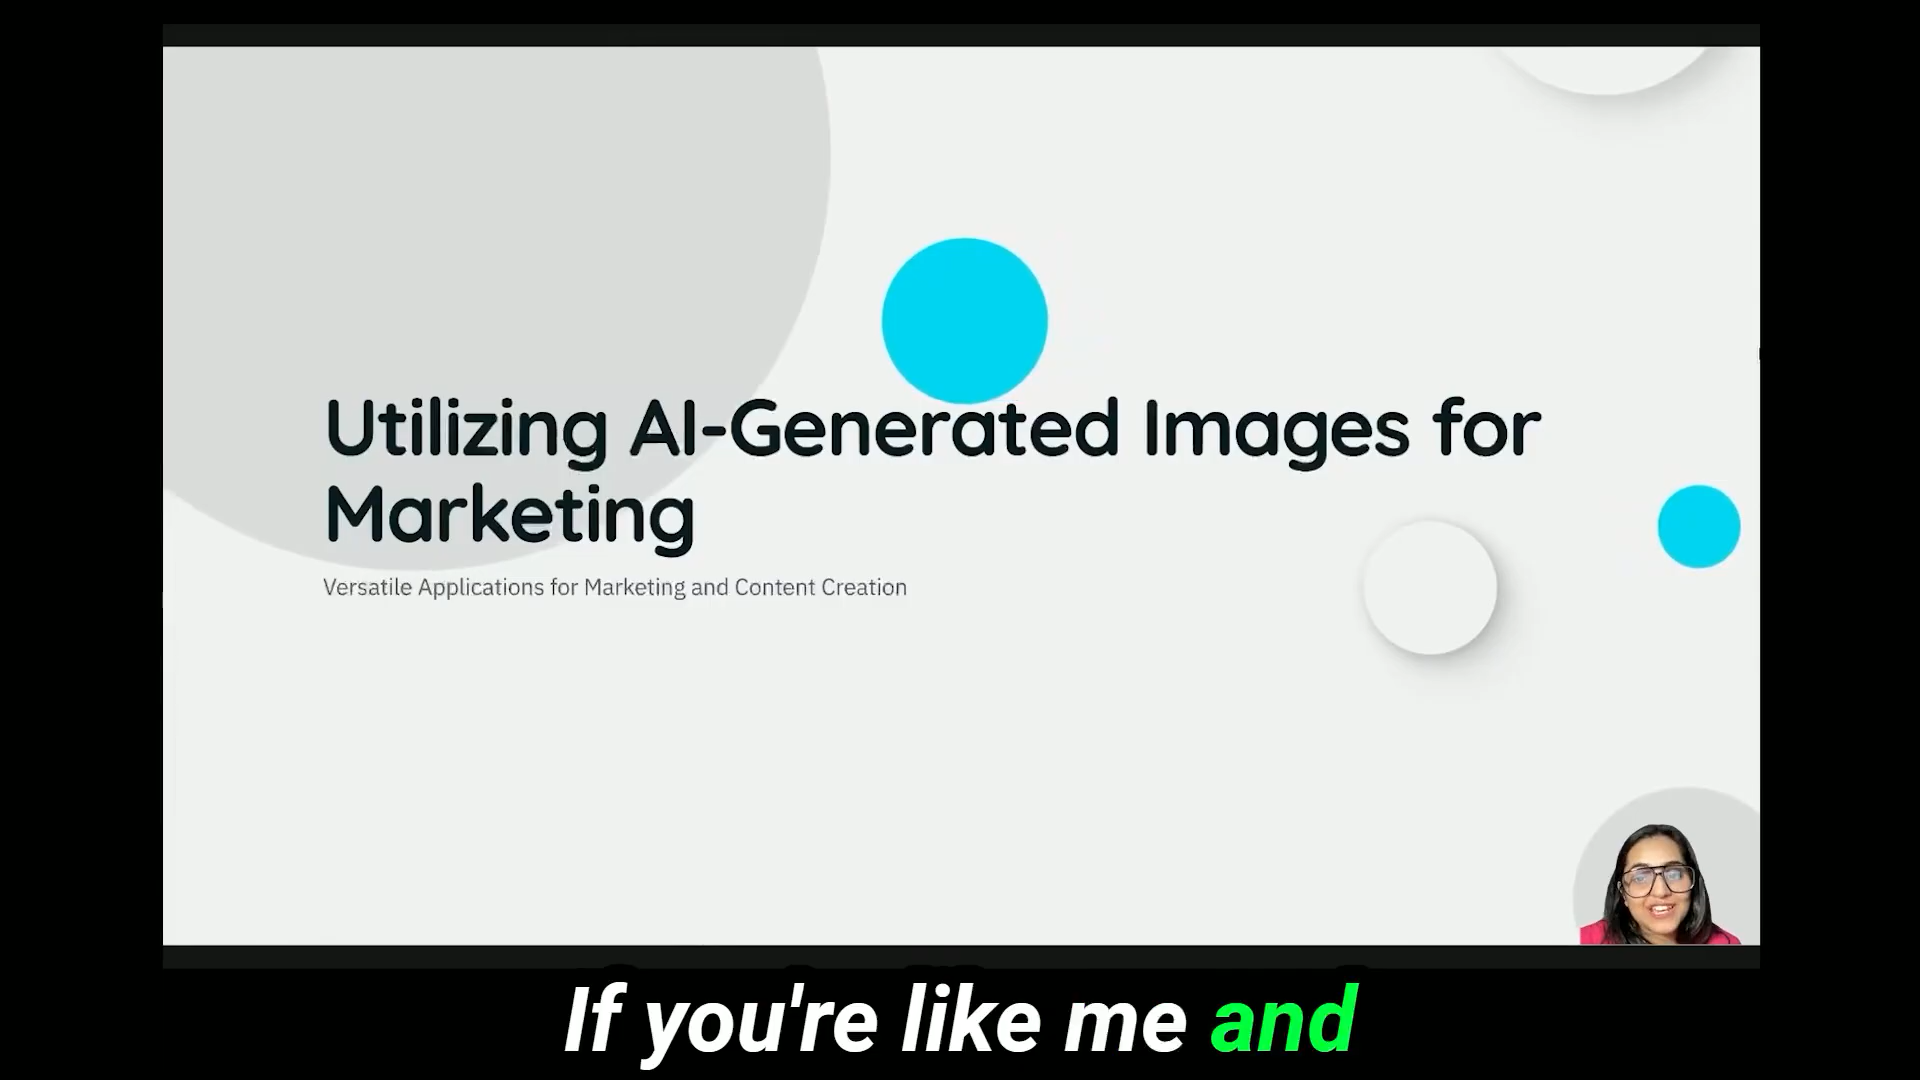 Utilizing AI-Generated Images for
Marketing
Versatile Applications for Marketing and Content Creation
If you're like me and